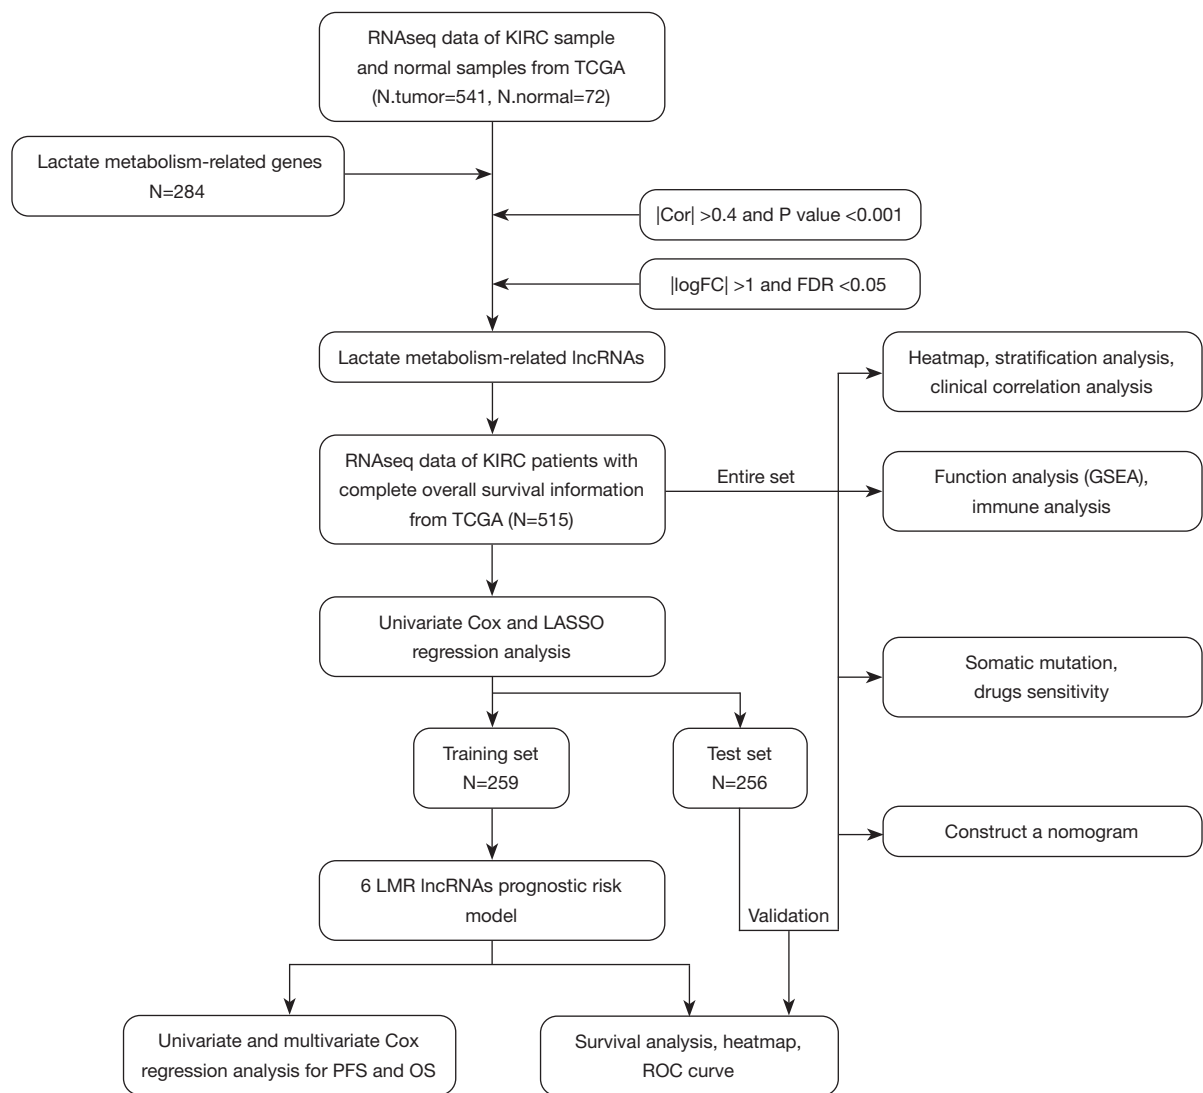 RNAseq data of KIRC sample
and normal samples from TCGA
(N.tumor=541, N.normal=72)
Lactate metabolism-related genes
N=284
|Cor| >0.4 and P value <0.001
|logFC| >1 and FDR <0.05
Lactate metabolism-related lncRNAs
Heatmap, stratification analysis,
clinical correlation analysis
RNAseq data of KIRC patients with
complete overall survival information
from TCGA (N=515)
Entire set
Function analysis (GSEA),
immune analysis
Univariate Cox and LASSO
regression analysis
Somatic mutation,
drugs sensitivity
Training set
N=259
Test set
N=256
Construct a nomogram
6 LMR lncRNAs prognostic risk
model
Validation
Univariate and multivariate Cox
regression analysis for PFS and OS
Survival analysis, heatmap,
ROC curve